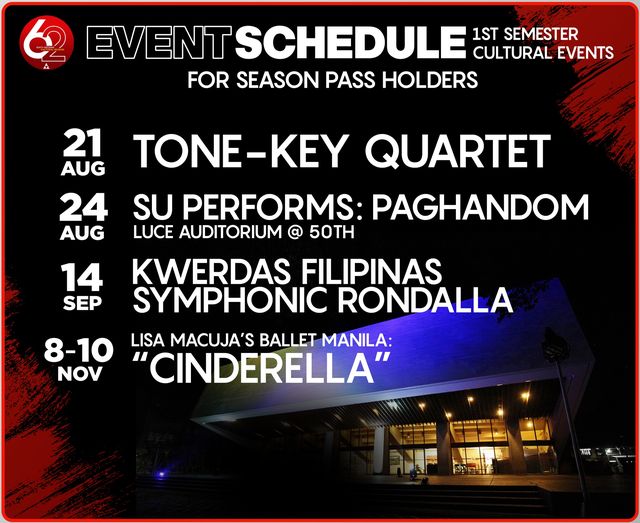 62
EVENT SCHEDULE
1ST SEMESTER
CULTURAL EVENTS
FOR SEASON PASS HOLDERS
21
AUG
TONE-KEY QUARTET
24
AUG
SU PERFORMS: PAGHANDOM
LUCE AUDITORIUM @ 50TH
14
SEP
KWERDAS FILIPINAS
SYMPHONIC RONDALLA
8-10
NOV
LISA MACUJA'S BALLET MANILA:
"CINDERELLA"